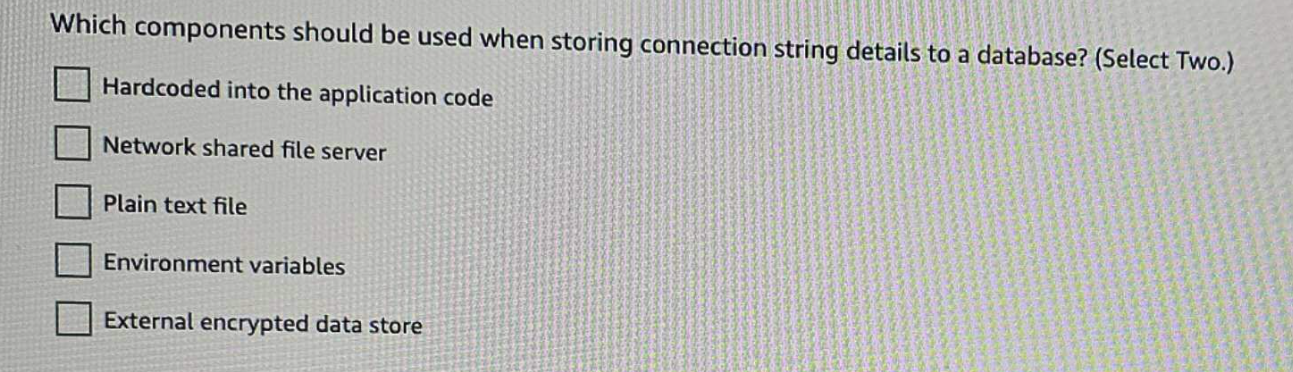 Which components should be used when storing connection string details to a database? (Select Two.)
Hardcoded into the application code
Network shared file server
Plain text file
Environment variables
External encrypted data store